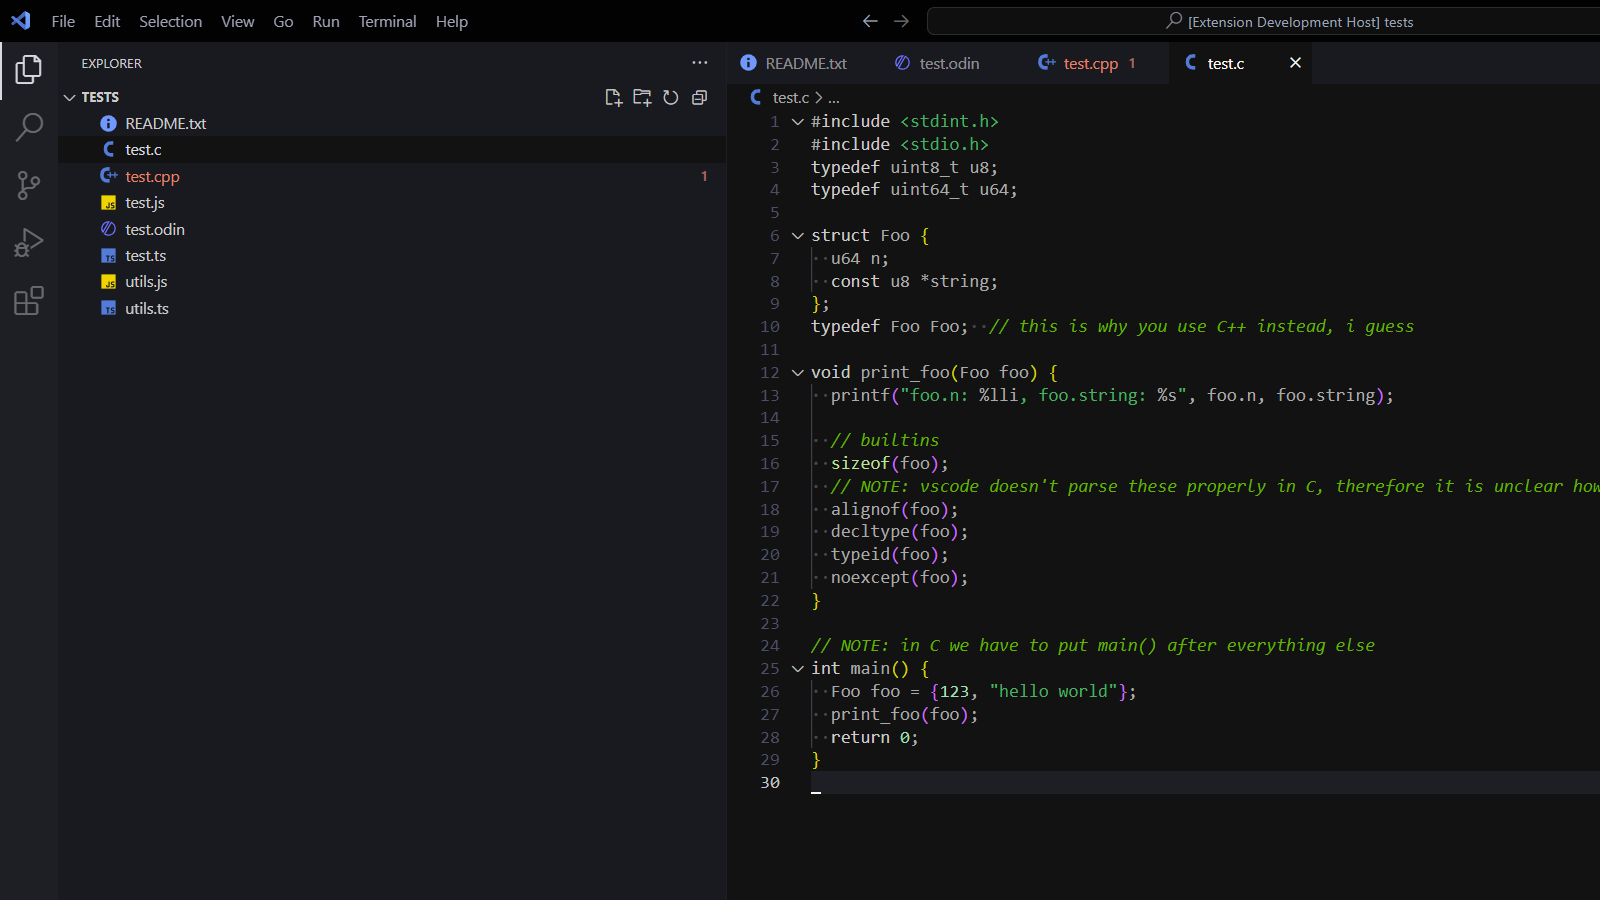 File Edit Selection View Go Run Terminal Help
[Extension Development Host] tests
EXPLORER
TESTS
README.txt
test.c
test.cpp 1
test.js
test.odin
test.ts
utils.js
utils.ts
README.txt test.odin test.cpp 1 test.c
test.c > ...
1 #include <stdint.h>
2 #include <stdio.h>
3 typedef uint8_t u8;
4 typedef uint64_t u64;
5
6 struct Foo {
7 u64 n;
8 const u8 *string;
9 };
10 typedef Foo Foo; // this is why you use C++ instead, i guess
11
12 void print_foo(Foo foo) {
13 printf("foo.n: %lli, foo.string: %s", foo.n, foo.string);
14
15 // builtins
16 sizeof(foo);
17 // NOTE: vscode doesn't parse these properly in C, therefore it is unclear how
18 alignof(foo);
19 decltype(foo);
20 typeid(foo);
21 noexcept(foo);
22 }
23
24 // NOTE: in C we have to put main() after everything else
25 int main() {
26 Foo foo = {123, "hello world"};
27 print_foo(foo);
28 return 0;
29 }
30